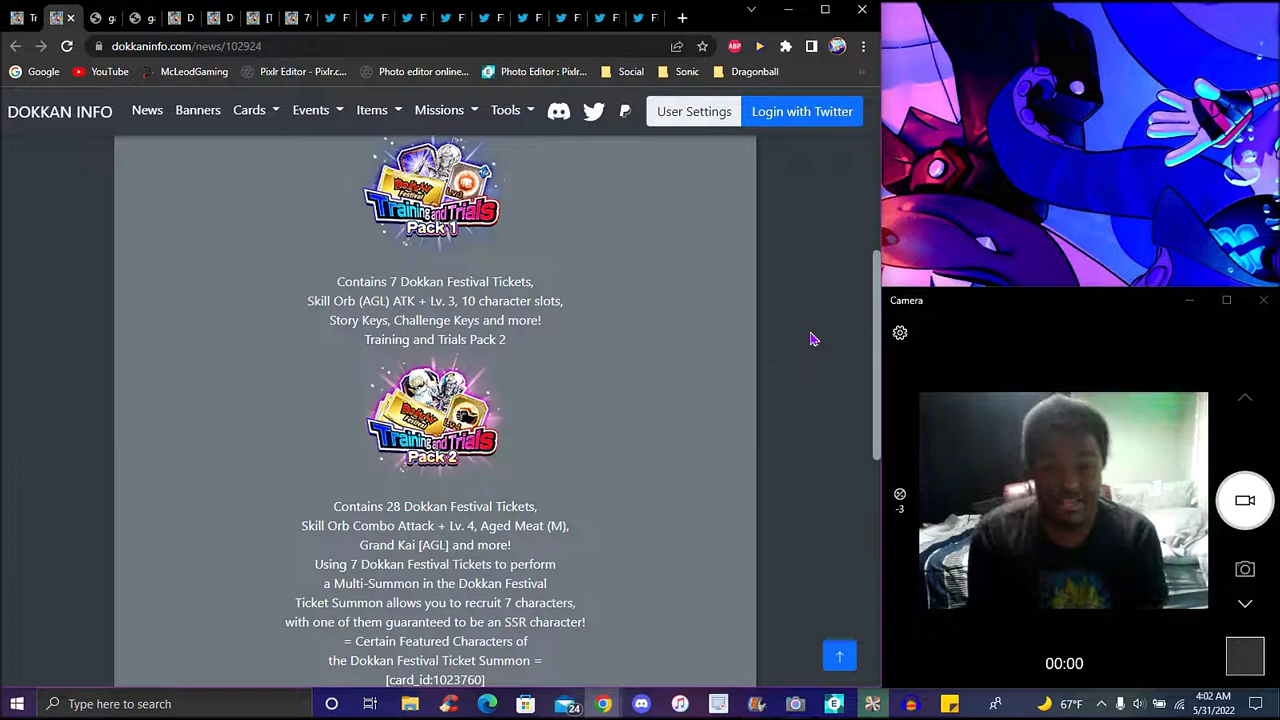 dokkaninfo.com/news/102924
Google
YouTube
McLeodGaming
Pixlr Editor - Pixlr.c...
Photo editor online...
Photo Editor : Pixlr...
Social
Sonic
Dragonball
DOKKAN INFO
News
Banners
Cards
Events
Items
Missions
Tools
User Settings
Login with Twitter
Training and Trials
Pack 1
Contains 7 Dokkan Festival Tickets,
Skill Orb (AGL) ATK + Lv. 3, 10 character slots,
Story Keys, Challenge Keys and more!
Training and Trials Pack 2
Training and Trials
Pack 2
Contains 28 Dokkan Festival Tickets,
Skill Orb Combo Attack + Lv. 4, Aged Meat (M),
Grand Kai [AGL] and more!
Using 7 Dokkan Festival Tickets to perform
a Multi-Summon in the Dokkan Festival
Ticket Summon allows you to recruit 7 characters,
with one of them guaranteed to be an SSR character!
= Certain Featured Characters of
the Dokkan Festival Ticket Summon =
[card_id:1023760]
Camera
-3
00:00
Type here to search
24
67°F
4:02 AM
5/31/2022